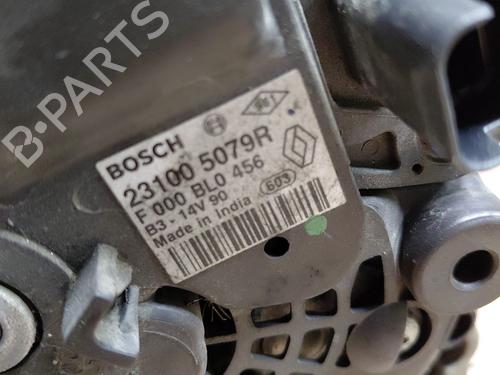 BOSCH
23100 5079R
F 000 BL0 456
B3 - 14V 90
Made in India
603
B-PARTS